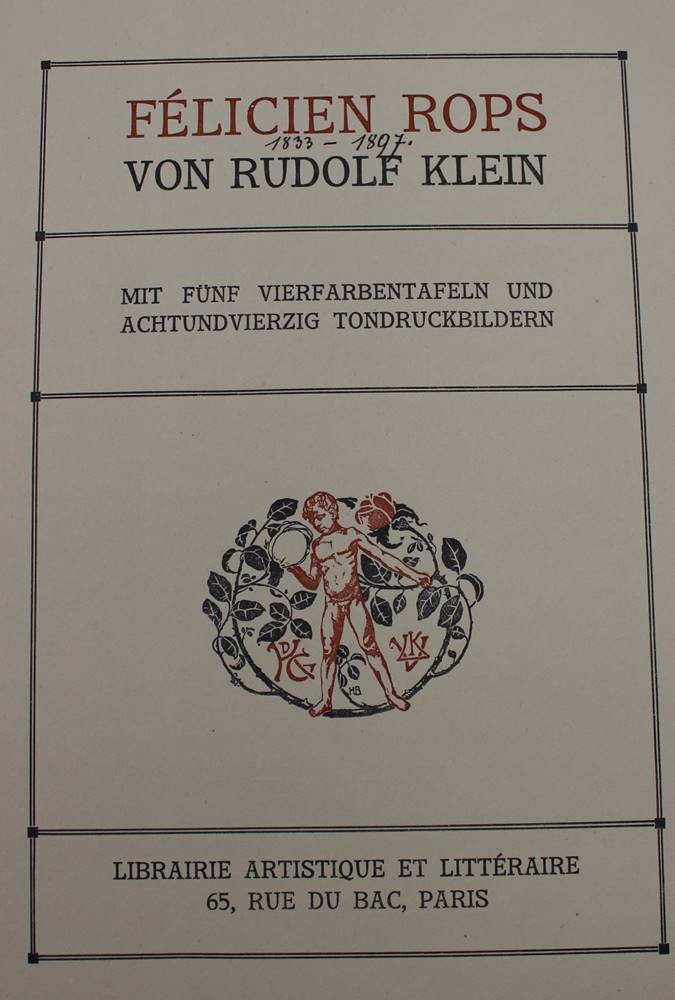 FÉLICIEN ROPS
1833 – 1897.
VON RUDOLF KLEIN
MIT FÜNF VIERFARBENTAFELN UND
ACHTUNDVIERZIG TONDRUCKBILDERN
HB
LIBRAIRIE ARTISTIQUE ET LITTÉRAIRE
65, RUE DU BAC, PARIS